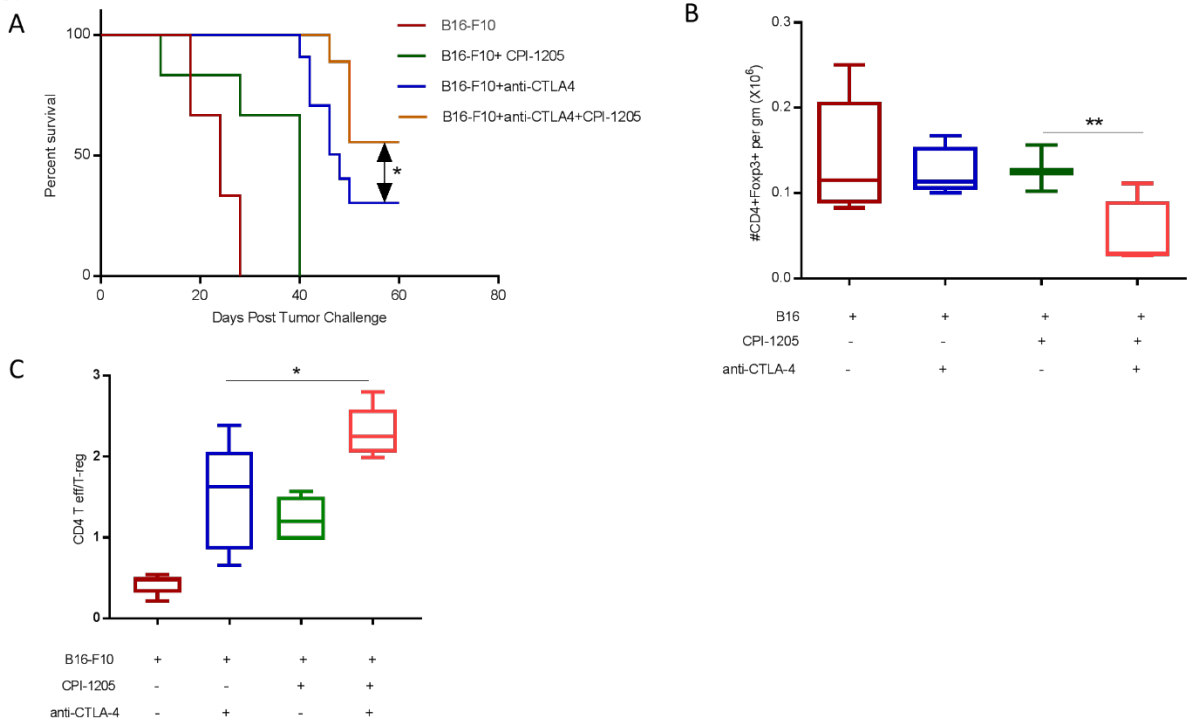 A
B16-F10
B16-F10+ CPI-1205
B16-F10+anti-CTLA4
B16-F10+anti-CTLA4+CPI-1205
100
50
0
Percent survival
*
0 20 40 60 80
Days Post Tumor Challenge
B
0.3
0.2
0.1
0.0
#CD4+Foxp3+ per gm (X10⁶)
**
B16 + + + +
CPI-1205 - - + +
anti-CTLA-4 - + - +
C
3
2
1
0
CD4 T eff/T-reg
*
B16-F10 + + + +
CPI-1205 - - + +
anti-CTLA-4 - + - +